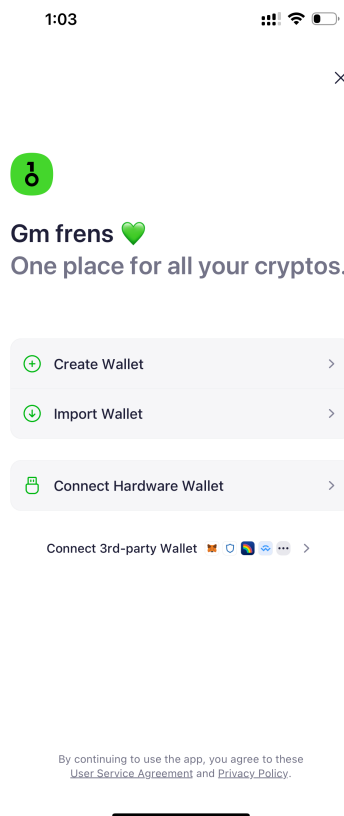 1:03
Gm frens 💚
One place for all your cryptos.
Create Wallet
Import Wallet
Connect Hardware Wallet
Connect 3rd-party Wallet
By continuing to use the app, you agree to these
User Service Agreement and Privacy Policy.